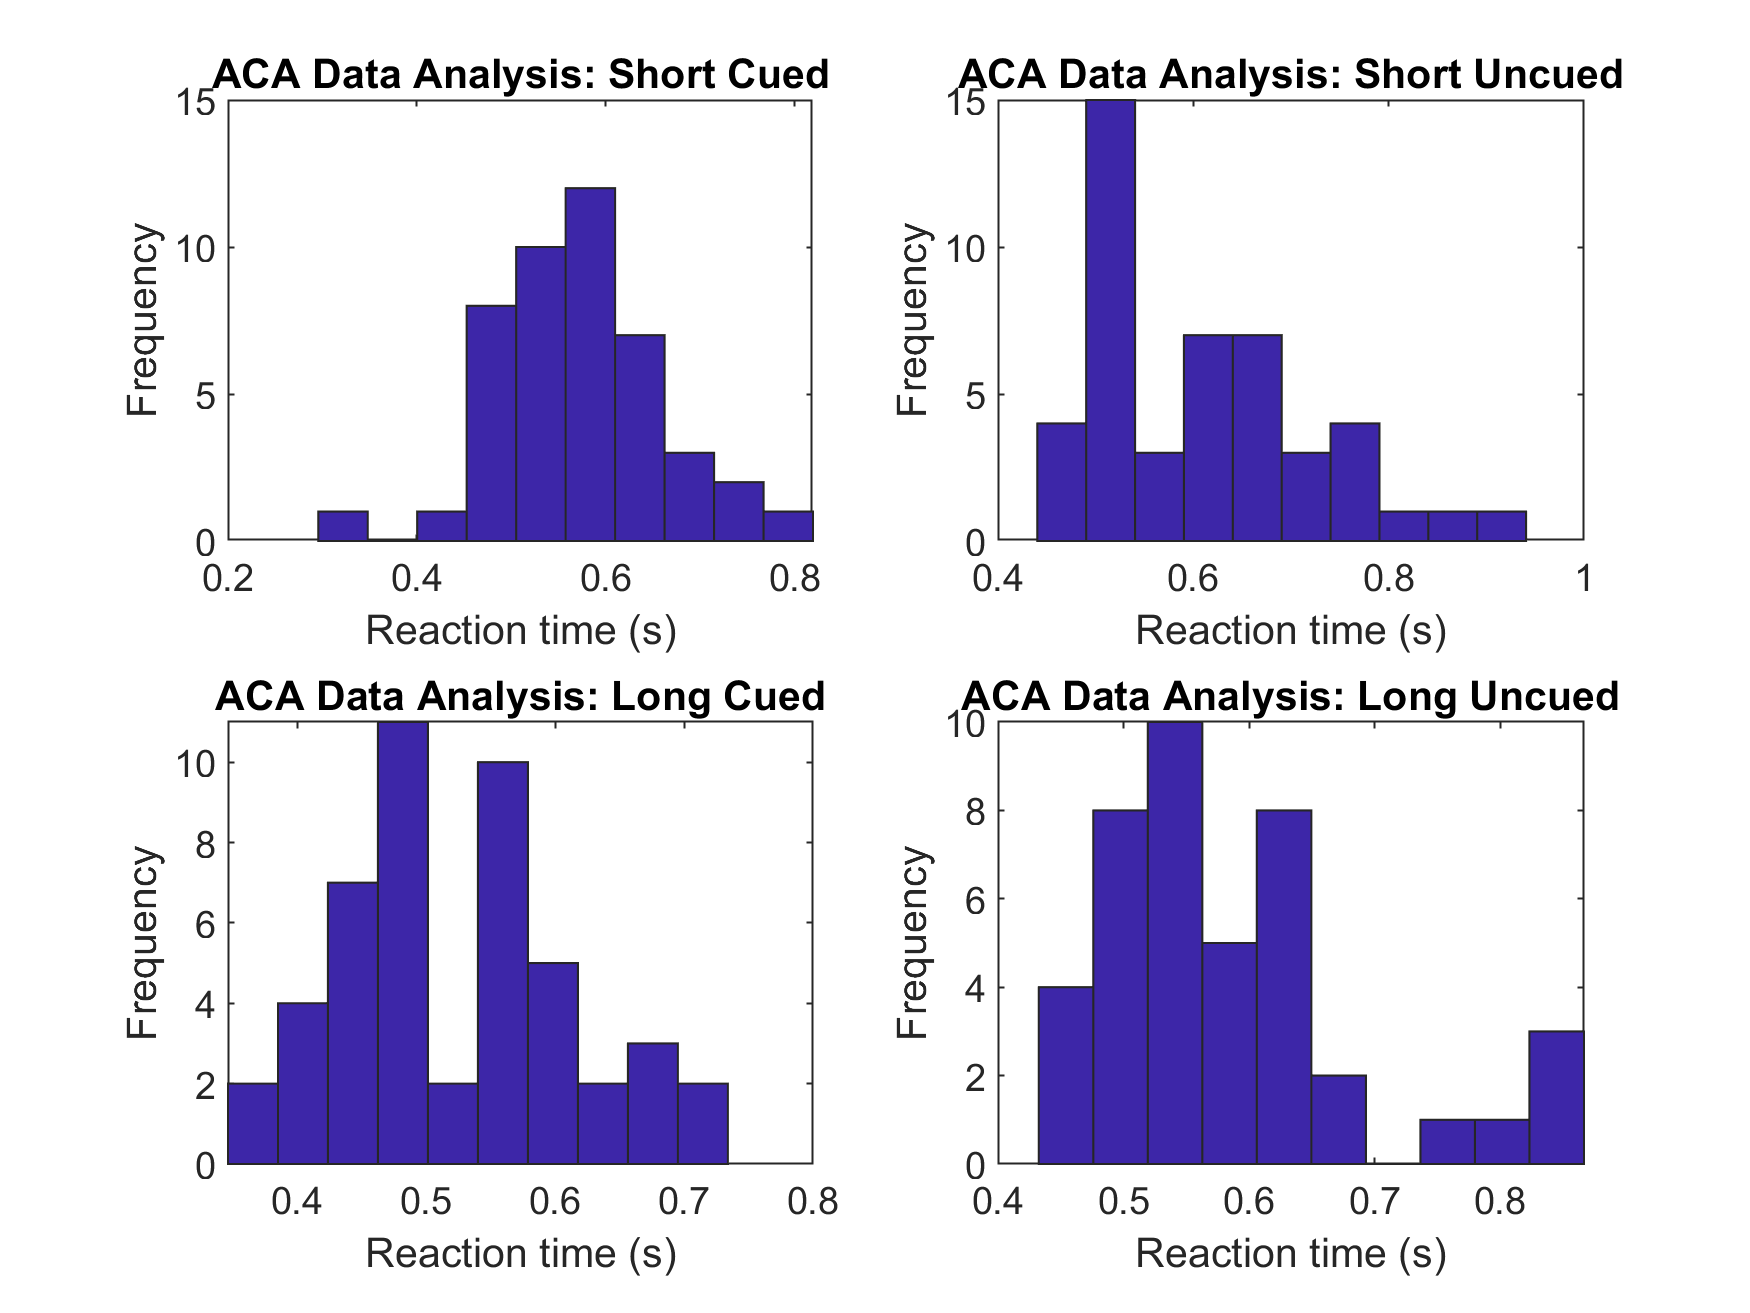 ACA Data Analysis: Short Cued
15
10
5
0
0.2 0.4 0.6 0.8
Frequency
Reaction time (s)
ACA Data Analysis: Short Uncued
15
10
5
0
0.4 0.6 0.8 1
Frequency
Reaction time (s)
ACA Data Analysis: Long Cued
10
8
6
4
2
0
0.4 0.5 0.6 0.7 0.8
Frequency
Reaction time (s)
ACA Data Analysis: Long Uncued
10
8
6
4
2
0
0.4 0.5 0.6 0.7 0.8
Frequency
Reaction time (s)